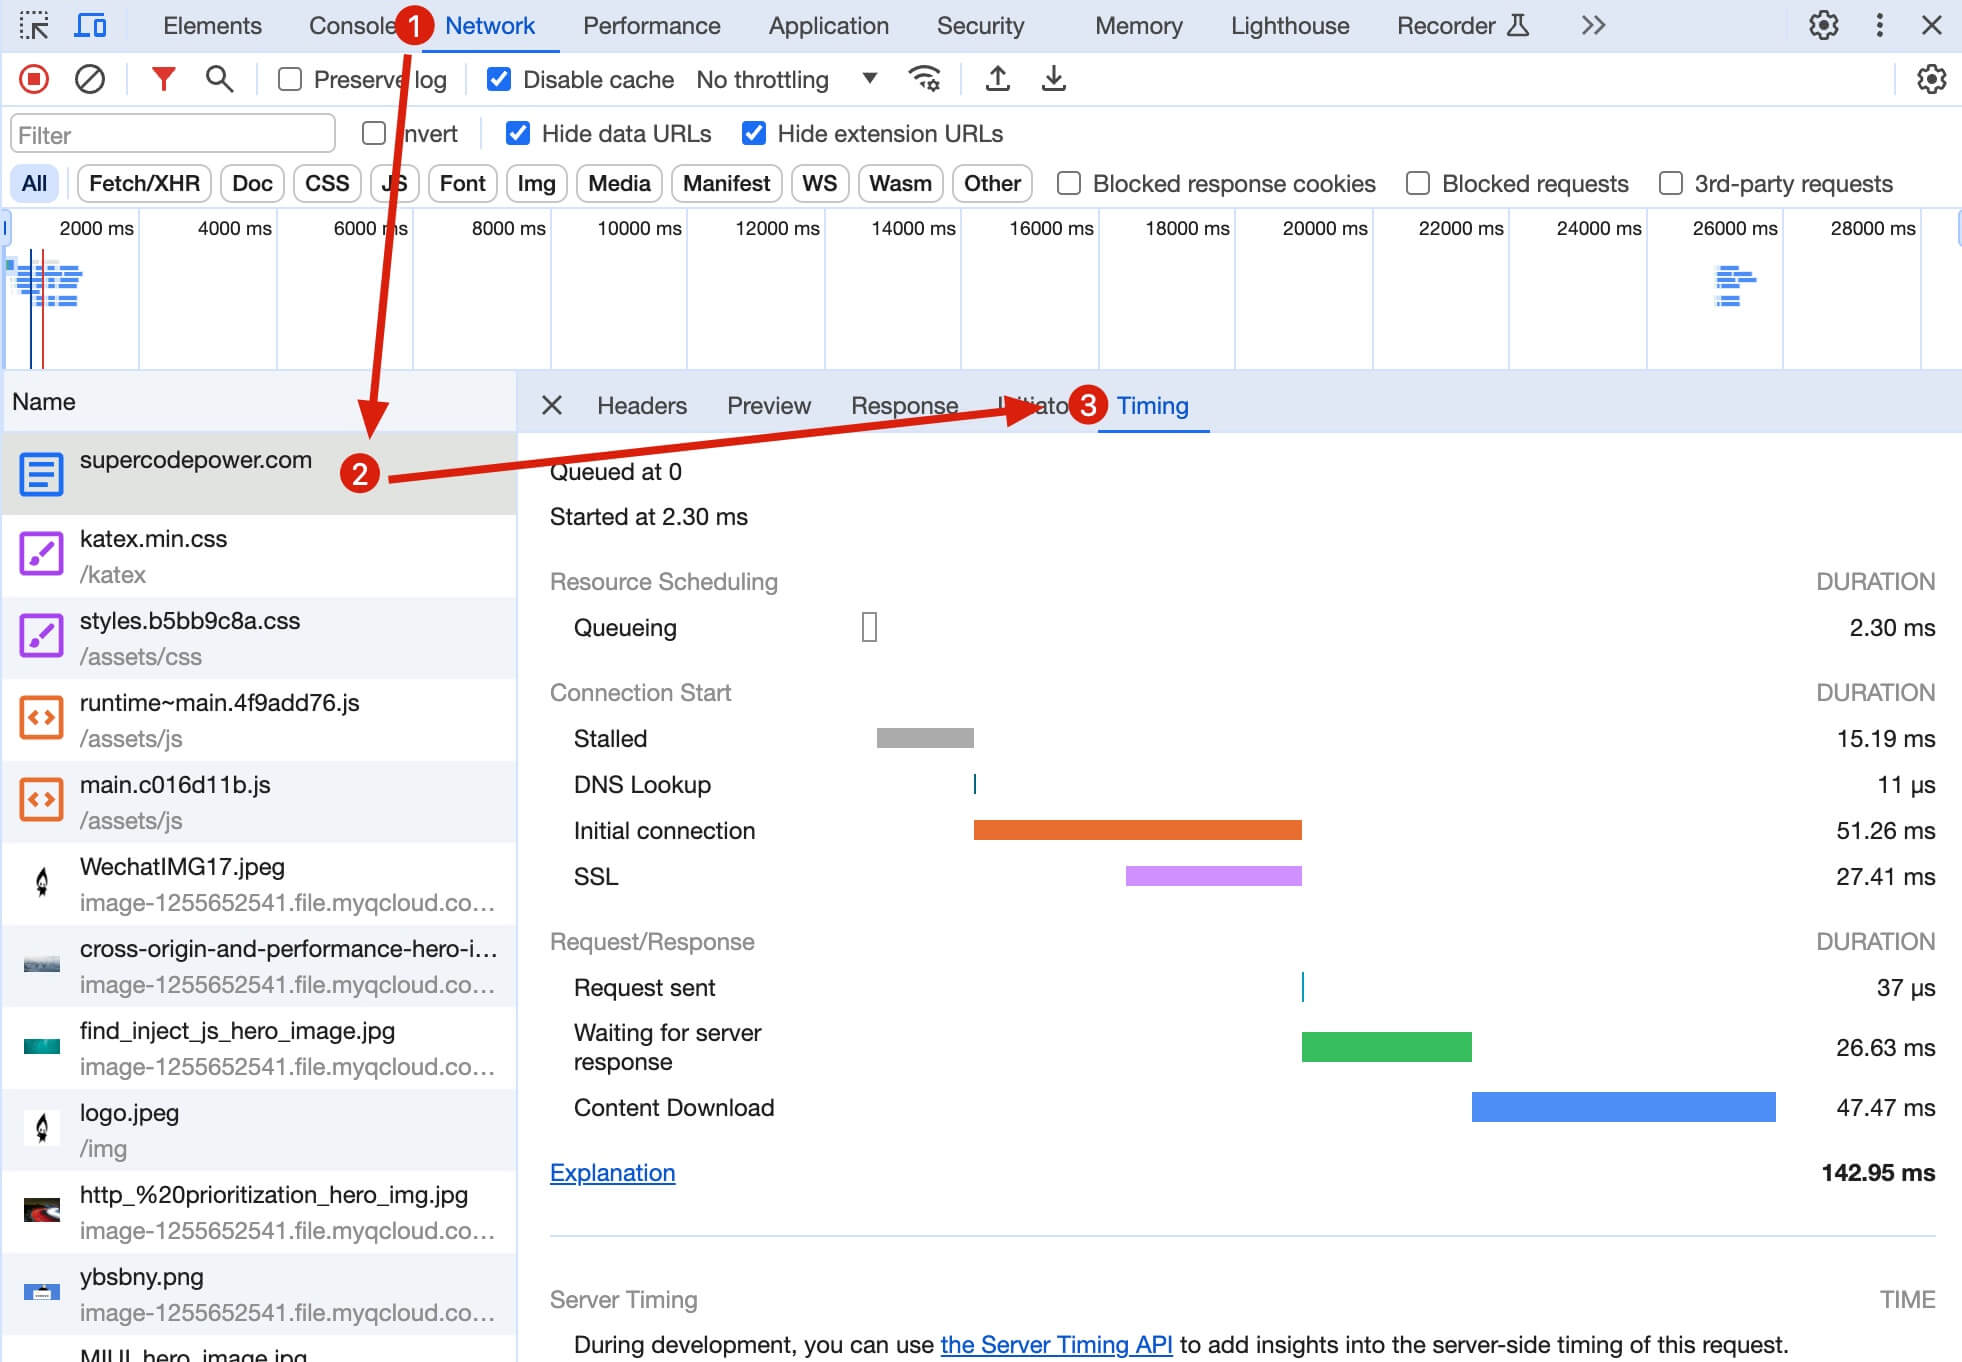 Elements Console 1 Network Performance Application Security Memory Lighthouse Recorder
Preserve log Disable cache No throttling
Filter nvert Hide data URLs Hide extension URLs
All Fetch/XHR Doc CSS JS Font Img Media Manifest WS Wasm Other Blocked response cookies Blocked requests 3rd-party requests
2000 ms 4000 ms 6000 ms 8000 ms 10000 ms 12000 ms 14000 ms 16000 ms 18000 ms 20000 ms 22000 ms 24000 ms 26000 ms 28000 ms
Name
supercodepower.com 2
katex.min.css
/katex
styles.b5bb9c8a.css
/assets/css
runtime~main.4f9add76.js
/assets/js
main.c016d11b.js
/assets/js
WechatIMG17.jpeg
image-1255652541.file.myqcloud.co…
cross-origin-and-performance-hero-i…
image-1255652541.file.myqcloud.co…
find_inject_js_hero_image.jpg
image-1255652541.file.myqcloud.co…
logo.jpeg
/img
http_%20prioritization_hero_img.jpg
image-1255652541.file.myqcloud.co…
ybsbny.png
image-1255652541.file.myqcloud.co…
MIUI_hero_image.jpg
Headers Preview Response Initiato 3 Timing
Queued at 0
Started at 2.30 ms
Resource Scheduling DURATION
Queueing 2.30 ms
Connection Start DURATION
Stalled 15.19 ms
DNS Lookup 11 μs
Initial connection 51.26 ms
SSL 27.41 ms
Request/Response DURATION
Request sent 37 μs
Waiting for server
response 26.63 ms
Content Download 47.47 ms
Explanation 142.95 ms
Server Timing TIME
During development, you can use the Server Timing API to add insights into the server-side timing of this request.